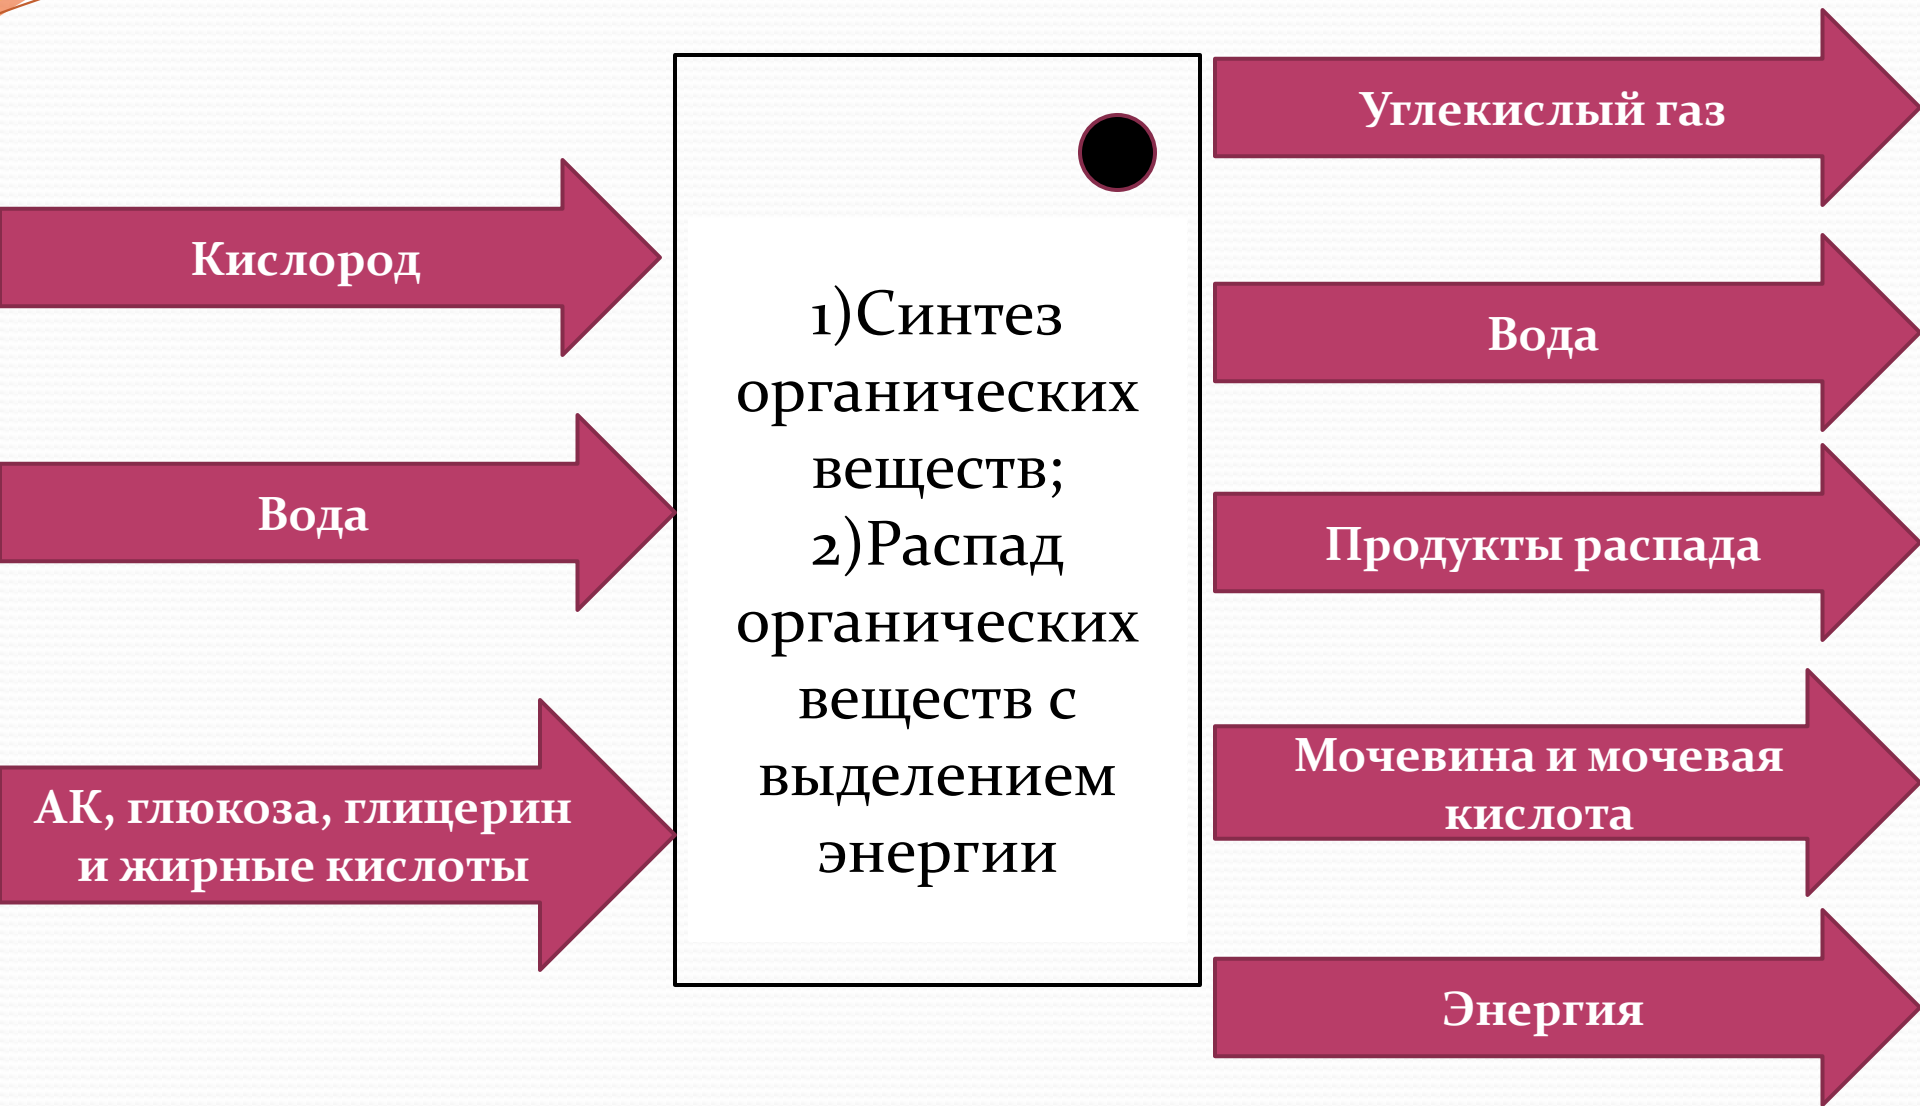 Кислород
Вода
АК, глюкоза, глицерин
и жирные кислоты
1)Синтез
органических
веществ;
2)Распад
органических
веществ с
выделением
энергии
Углекислый газ
Вода
Продукты распада
Мочевина и мочевая
кислота
Энергия